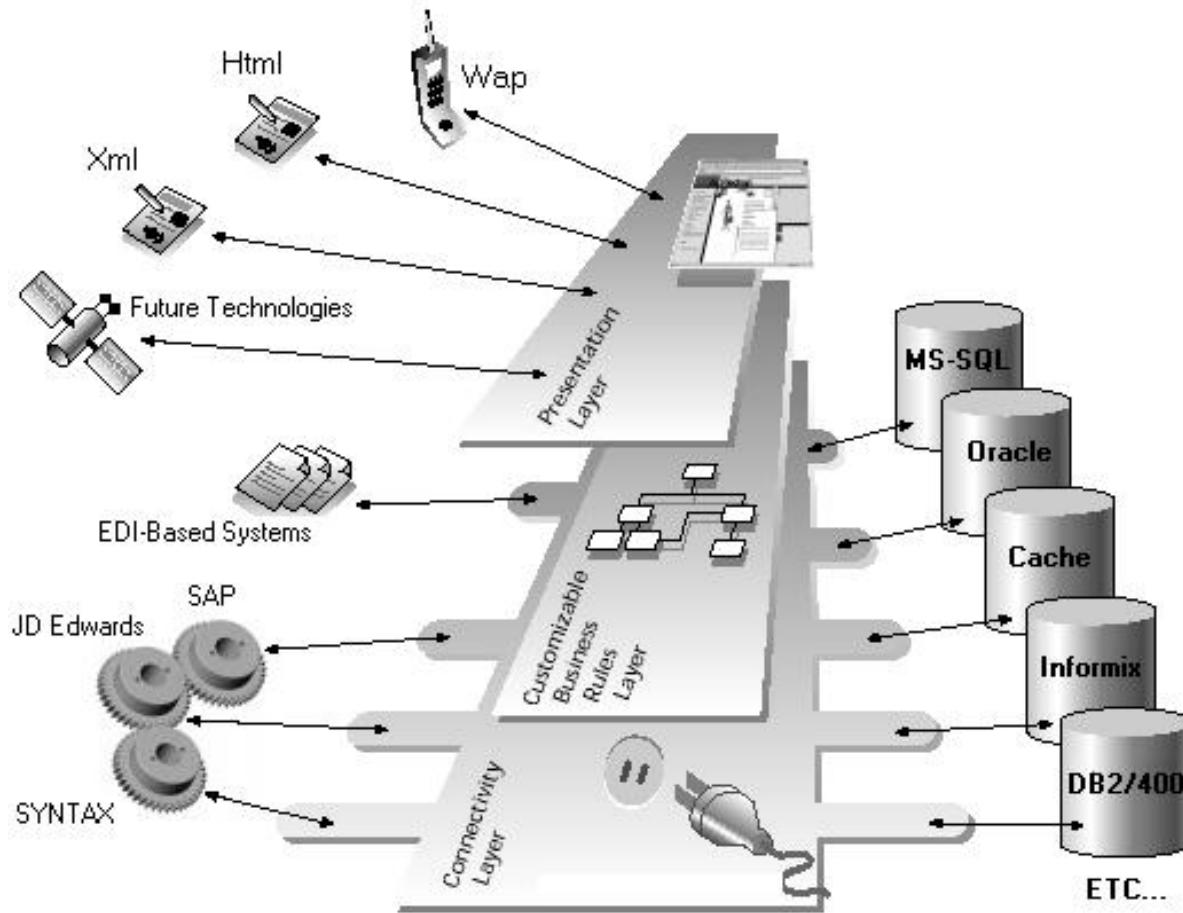 Html
Wap
Xml
Future Technologies
Presentation
Layer
MS-SQL
Oracle
EDI-Based Systems
Cache
SAP
JD Edwards
Customizable
Business
Rules
Layer
Informix
SYNTAX
Connectivity
Layer
DB2/400
ETC...